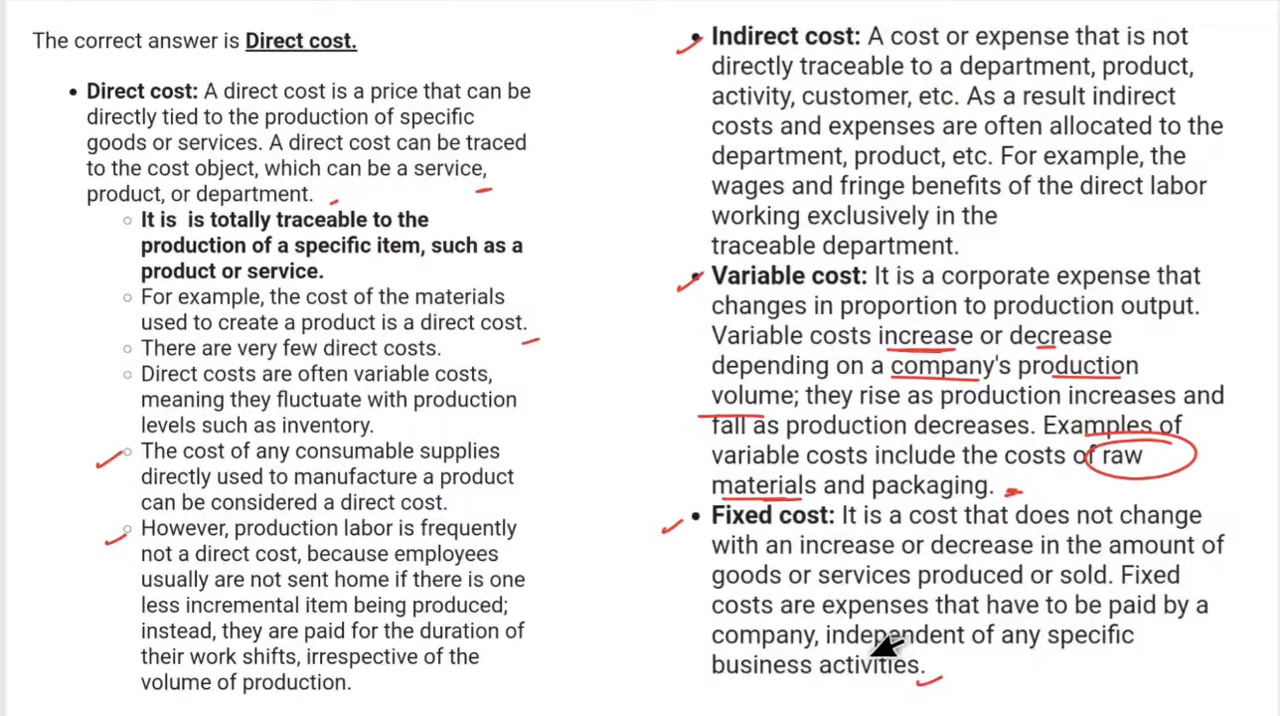 The correct answer is Direct cost.
• Direct cost: A direct cost is a price that can be
directly tied to the production of specific
goods or services. A direct cost can be traced
to the cost object, which can be a service,
product, or department.
○ It is is totally traceable to the
production of a specific item, such as a
product or service.
○ For example, the cost of the materials
used to create a product is a direct cost.
○ There are very few direct costs.
○ Direct costs are often variable costs,
meaning they fluctuate with production
levels such as inventory.
○ The cost of any consumable supplies
directly used to manufacture a product
can be considered a direct cost.
○ However, production labor is frequently
not a direct cost, because employees
usually are not sent home if there is one
less incremental item being produced;
instead, they are paid for the duration of
their work shifts, irrespective of the
volume of production.
• Indirect cost: A cost or expense that is not
directly traceable to a department, product,
activity, customer, etc. As a result indirect
costs and expenses are often allocated to the
department, product, etc. For example, the
wages and fringe benefits of the direct labor
working exclusively in the
traceable department.
• Variable cost: It is a corporate expense that
changes in proportion to production output.
Variable costs increase or decrease
depending on a company's production
volume; they rise as production increases and
fall as production decreases. Examples of
variable costs include the costs of raw
materials and packaging.
• Fixed cost: It is a cost that does not change
with an increase or decrease in the amount of
goods or services produced or sold. Fixed
costs are expenses that have to be paid by a
company, independent of any specific
business activities.